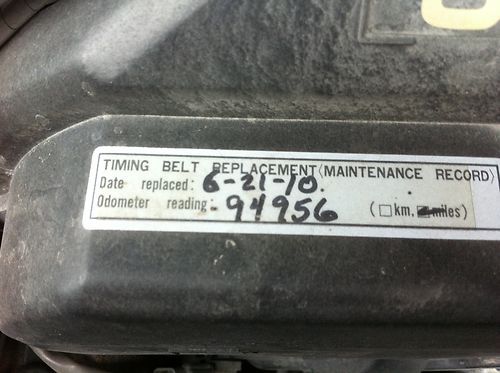 TIMING BELT REPLACEMENT (MAINTENANCE RECORD)
Date replaced: 6-21-10.
Odometer reading: 94956 (□km. miles)